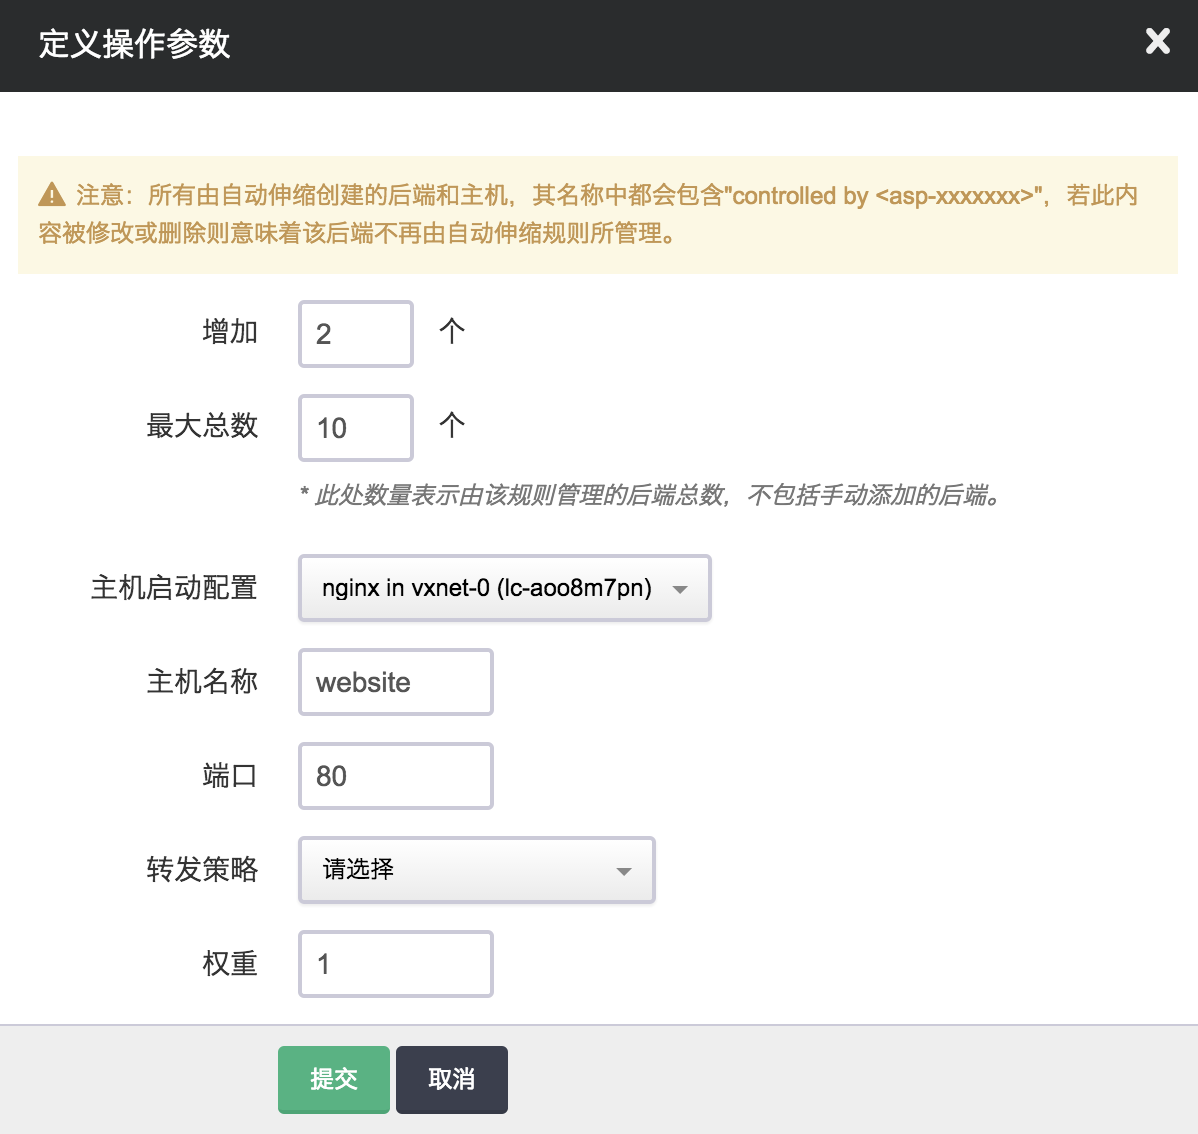 定义操作参数
注意：所有由自动伸缩创建的后端和主机，其名称中都会包含"controlled by <asp-xxxxxxx>"，若此内
容被修改或删除则意味着该后端不再由自动伸缩规则所管理。
增加 2 个
最大总数 10 个
* 此处数量表示由该规则管理的后端总数，不包括手动添加的后端。
主机启动配置 nginx in vxnet-0 (lc-aoo8m7pn)
主机名称 website
端口 80
转发策略 请选择
权重 1
提交 取消